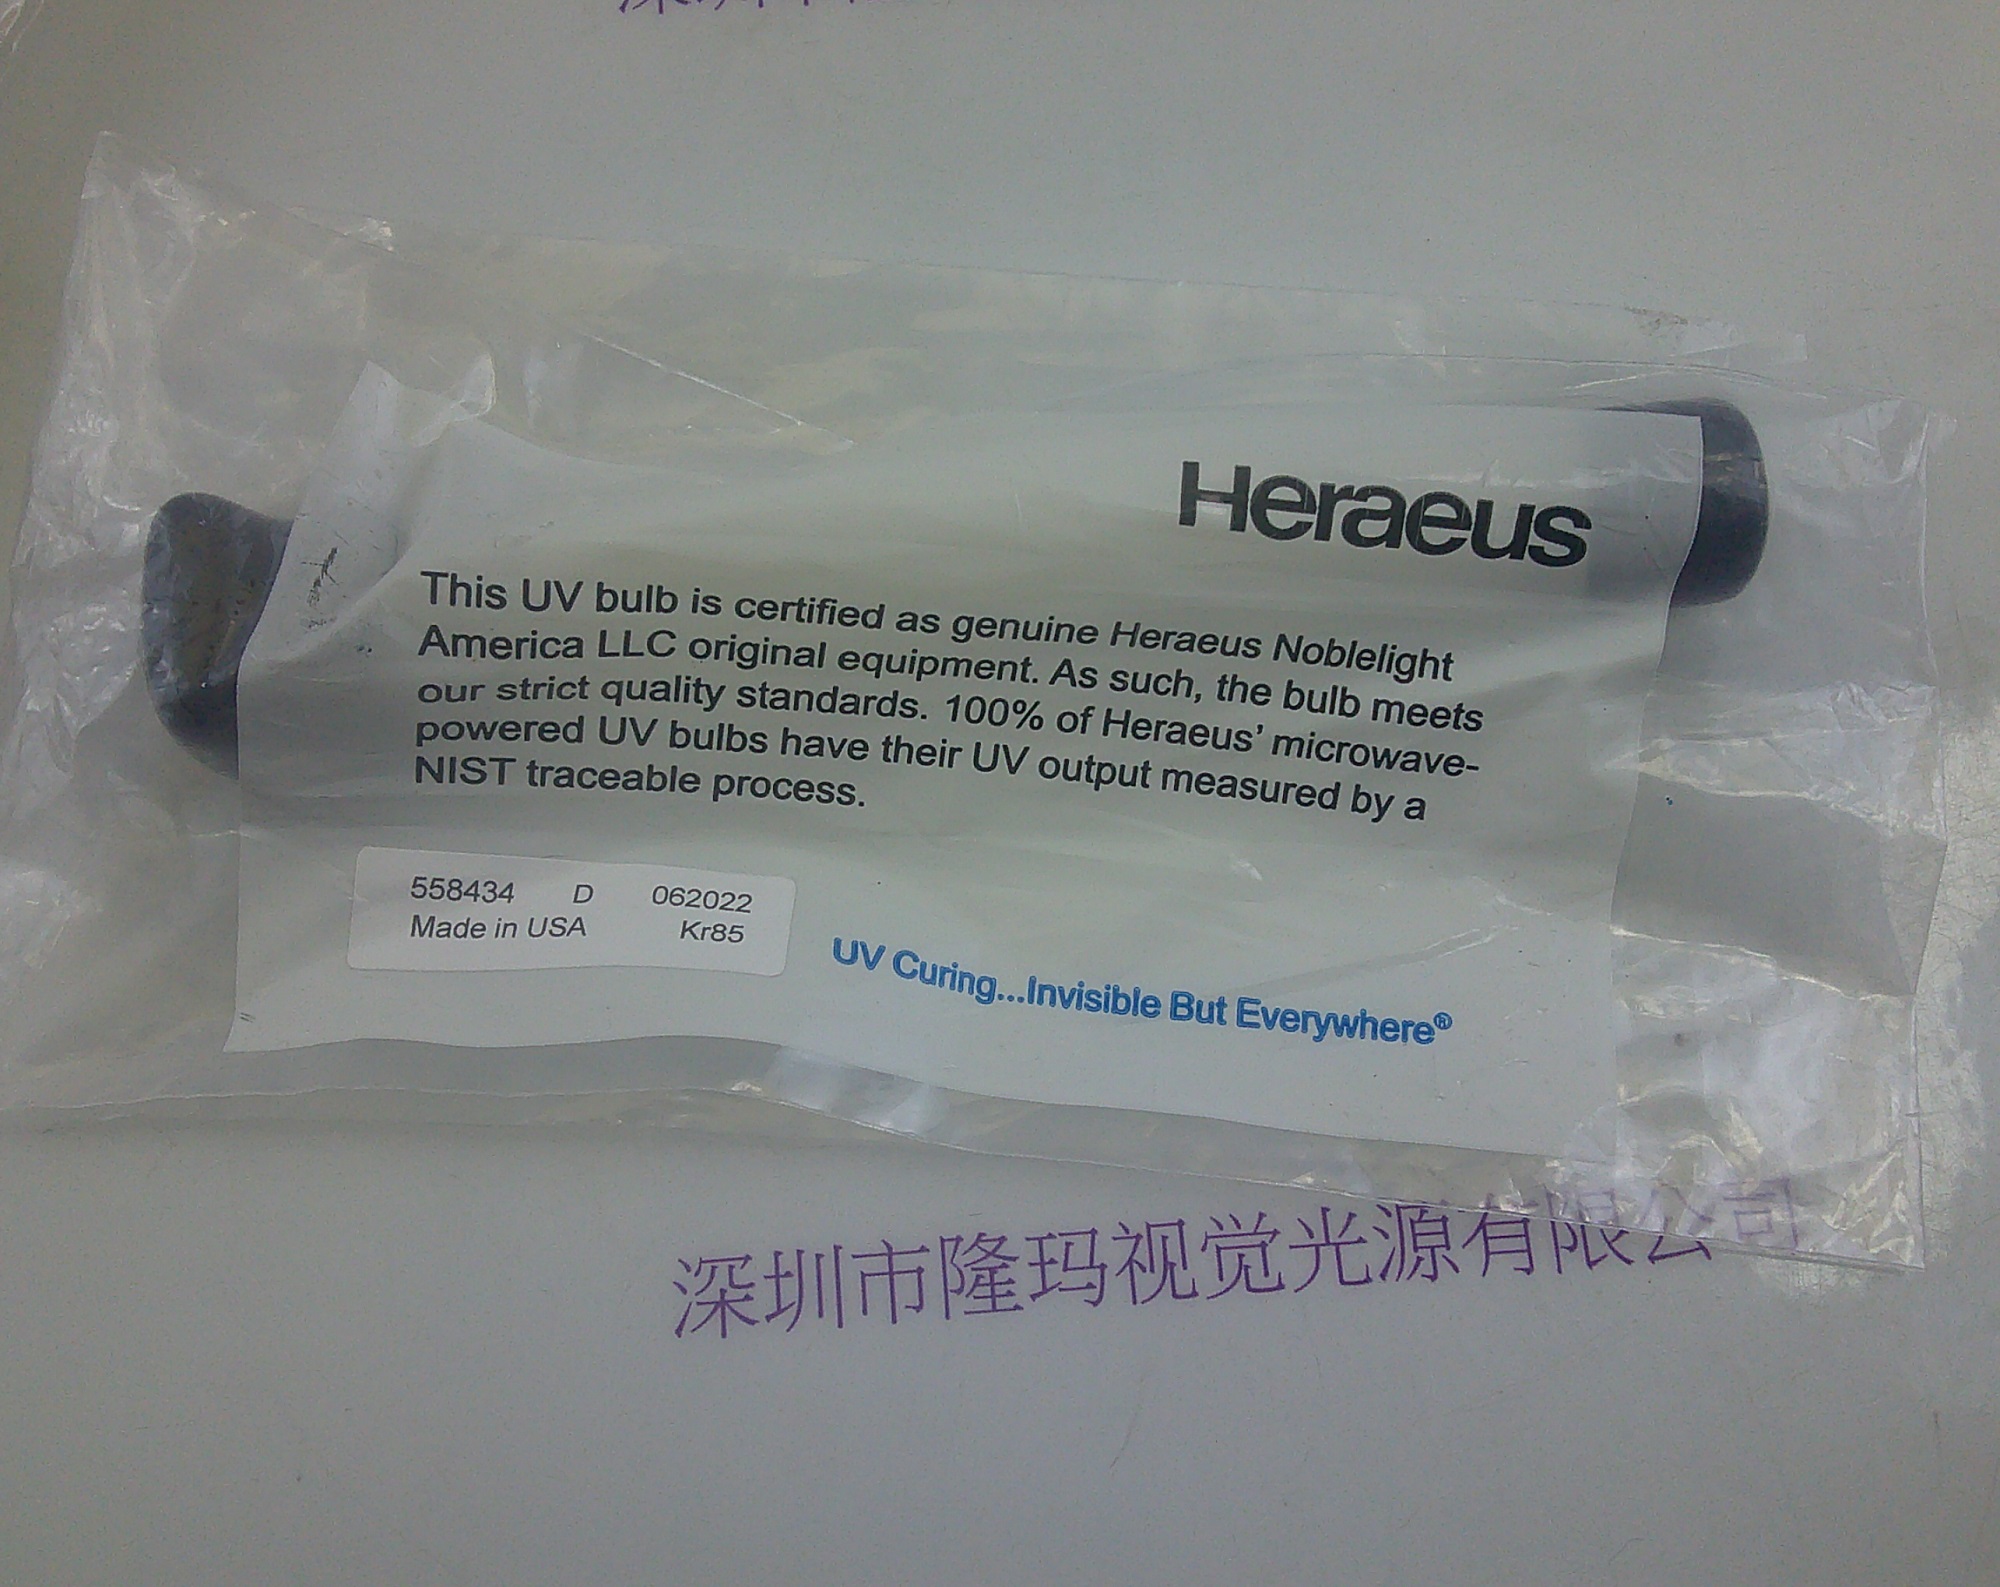 Heraeus
This UV bulb is certified as genuine Heraeus Noblelight
America LLC original equipment. As such, the bulb meets
our strict quality standards. 100% of Heraeus’ microwave-
powered UV bulbs have their UV output measured by a
NIST traceable process.
558434 D 062022
Made in USA Kr85
UV Curing...Invisible But Everywhere®
深圳市隆玛视觉光源有限公司